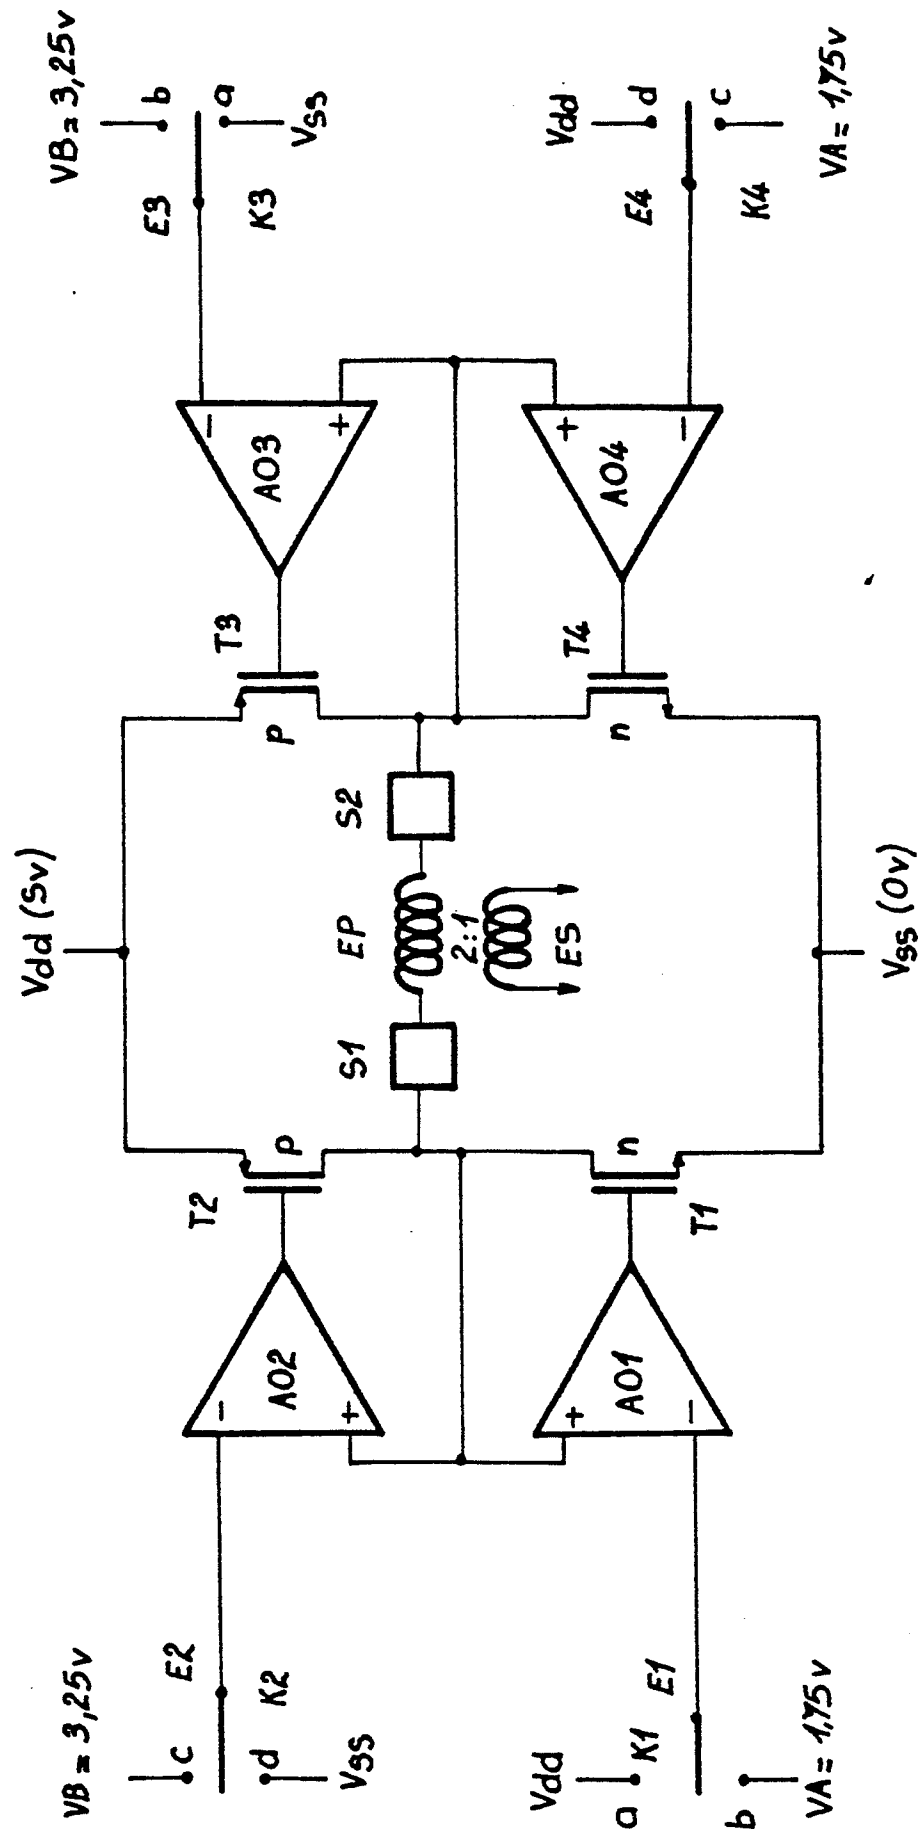 VB = 3,25v
c
E2
K2
d
Vss
Vdd
a
K1
E1
b
VA = 1,75v
AO2
-
+
AO1
+
-
T2
p
T1
n
Vdd (5v)
S1
EP
2:1
ES
S2
Vss (0v)
T3
p
T4
n
AO3
-
+
AO4
+
-
VB = 3,25v
b
E3
K3
a
Vss
Vdd
d
E4
K4
c
VA = 1,75v